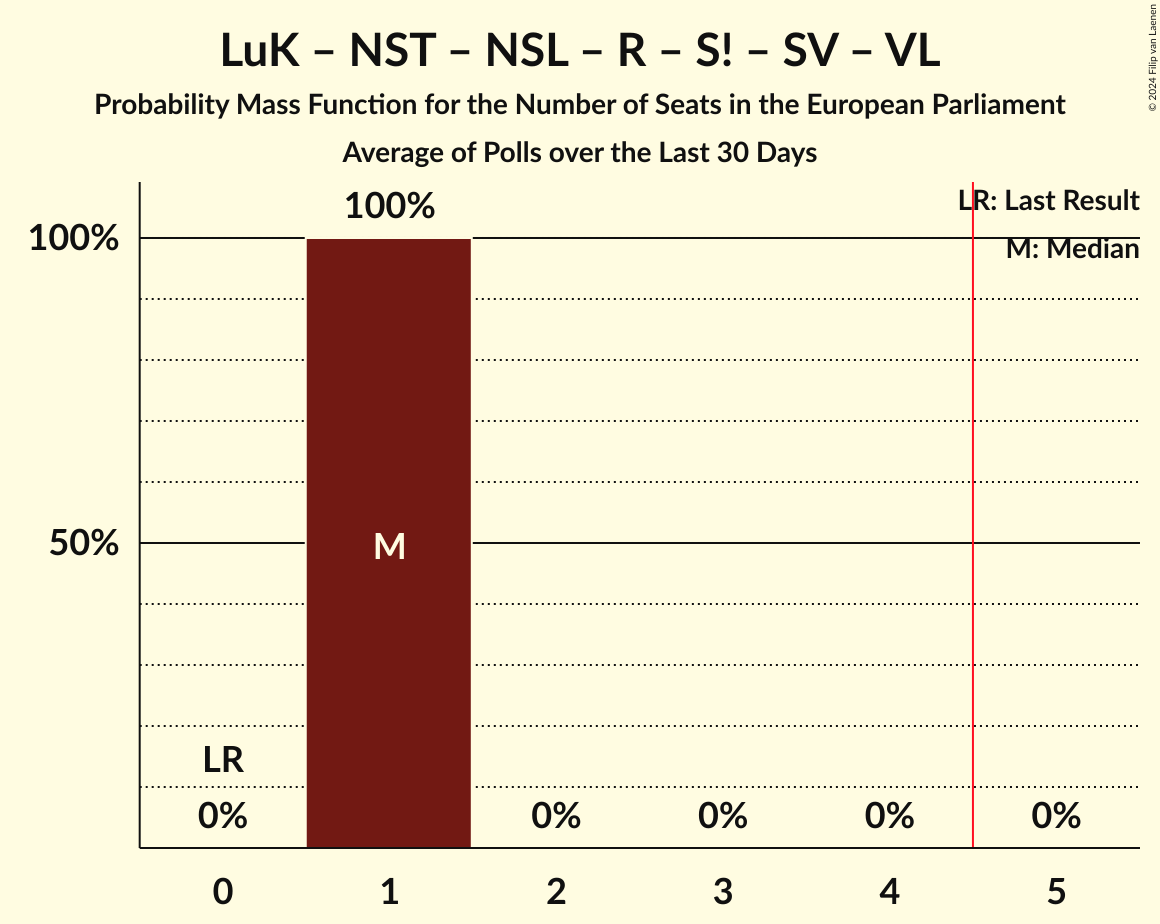 LuK – NST – NSL – R – S! – SV – VL
Probability Mass Function for the Number of Seats in the European Parliament
Average of Polls over the Last 30 Days
© 2024 Filip van Laenen
LR: Last Result
M: Median
100%
100%
50%
M
LR
0%
0%
0%
0%
0%
0
1
2
3
4
5